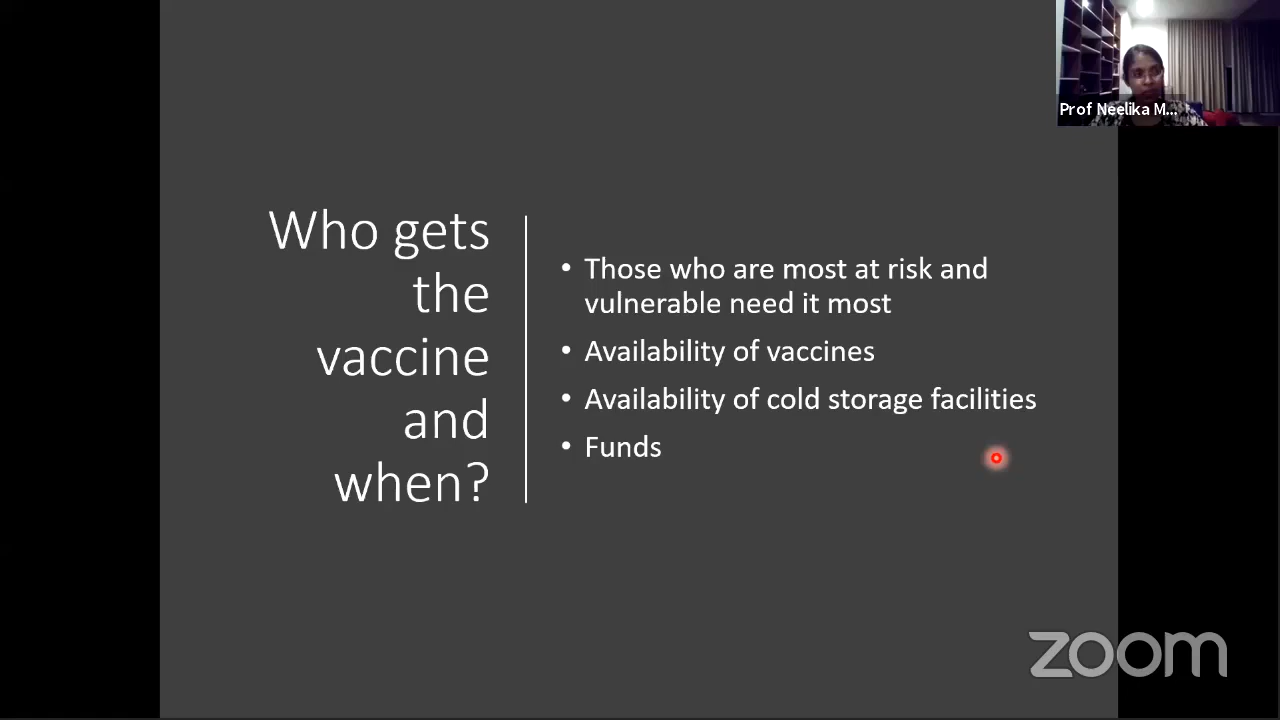 Prof Neelika M...
Who gets
the
vaccine
and
when?
• Those who are most at risk and
vulnerable need it most
• Availability of vaccines
• Availability of cold storage facilities
• Funds
zoom